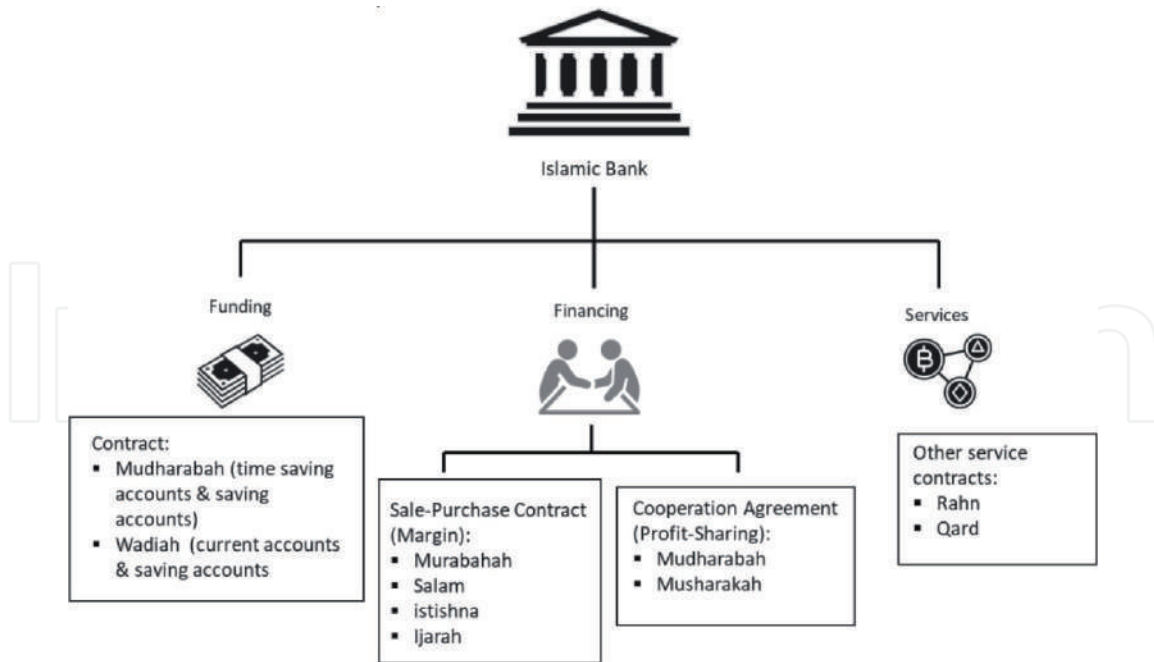 Islamic Bank
Funding
Financing
Services
Contract:
▪ Mudharabah (time saving
accounts & saving
accounts)
▪ Wadiah (current accounts
& saving accounts
Sale-Purchase Contract
(Margin):
▪ Murabahah
▪ Salam
▪ istishna
▪ Ijarah
Cooperation Agreement
(Profit-Sharing):
▪ Mudharabah
▪ Musharakah
Other service
contracts:
▪ Rahn
▪ Qard